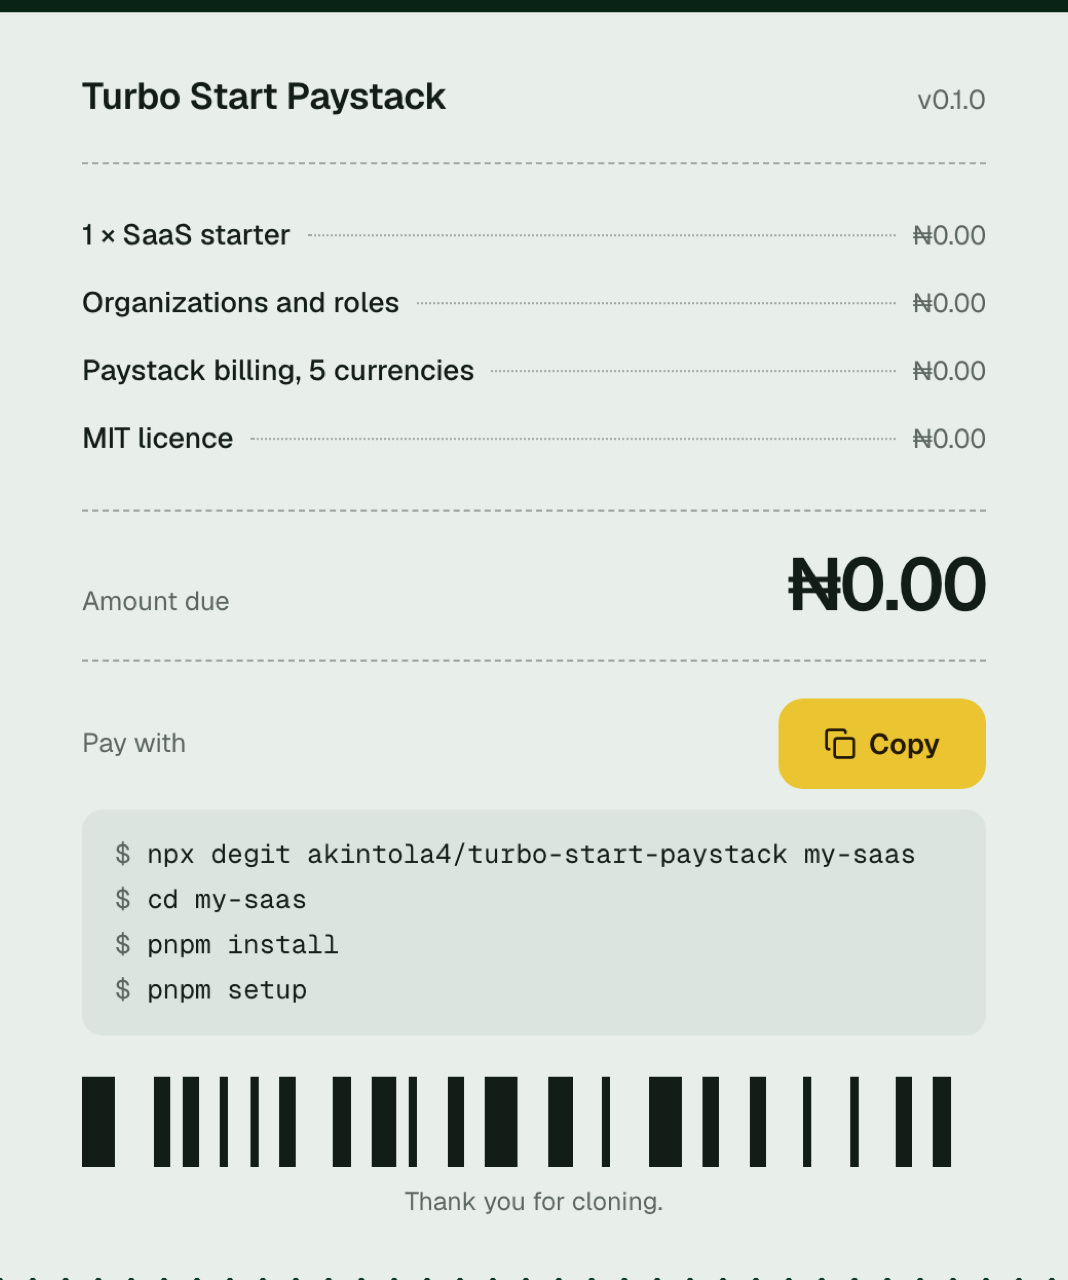 Turbo Start Paystack v0.1.0
1 × SaaS starter ₦0.00
Organizations and roles ₦0.00
Paystack billing, 5 currencies ₦0.00
MIT licence ₦0.00
Amount due ₦0.00
Pay with Copy
$ npx degit akintola4/turbo-start-paystack my-saas
$ cd my-saas
$ pnpm install
$ pnpm setup
Thank you for cloning.